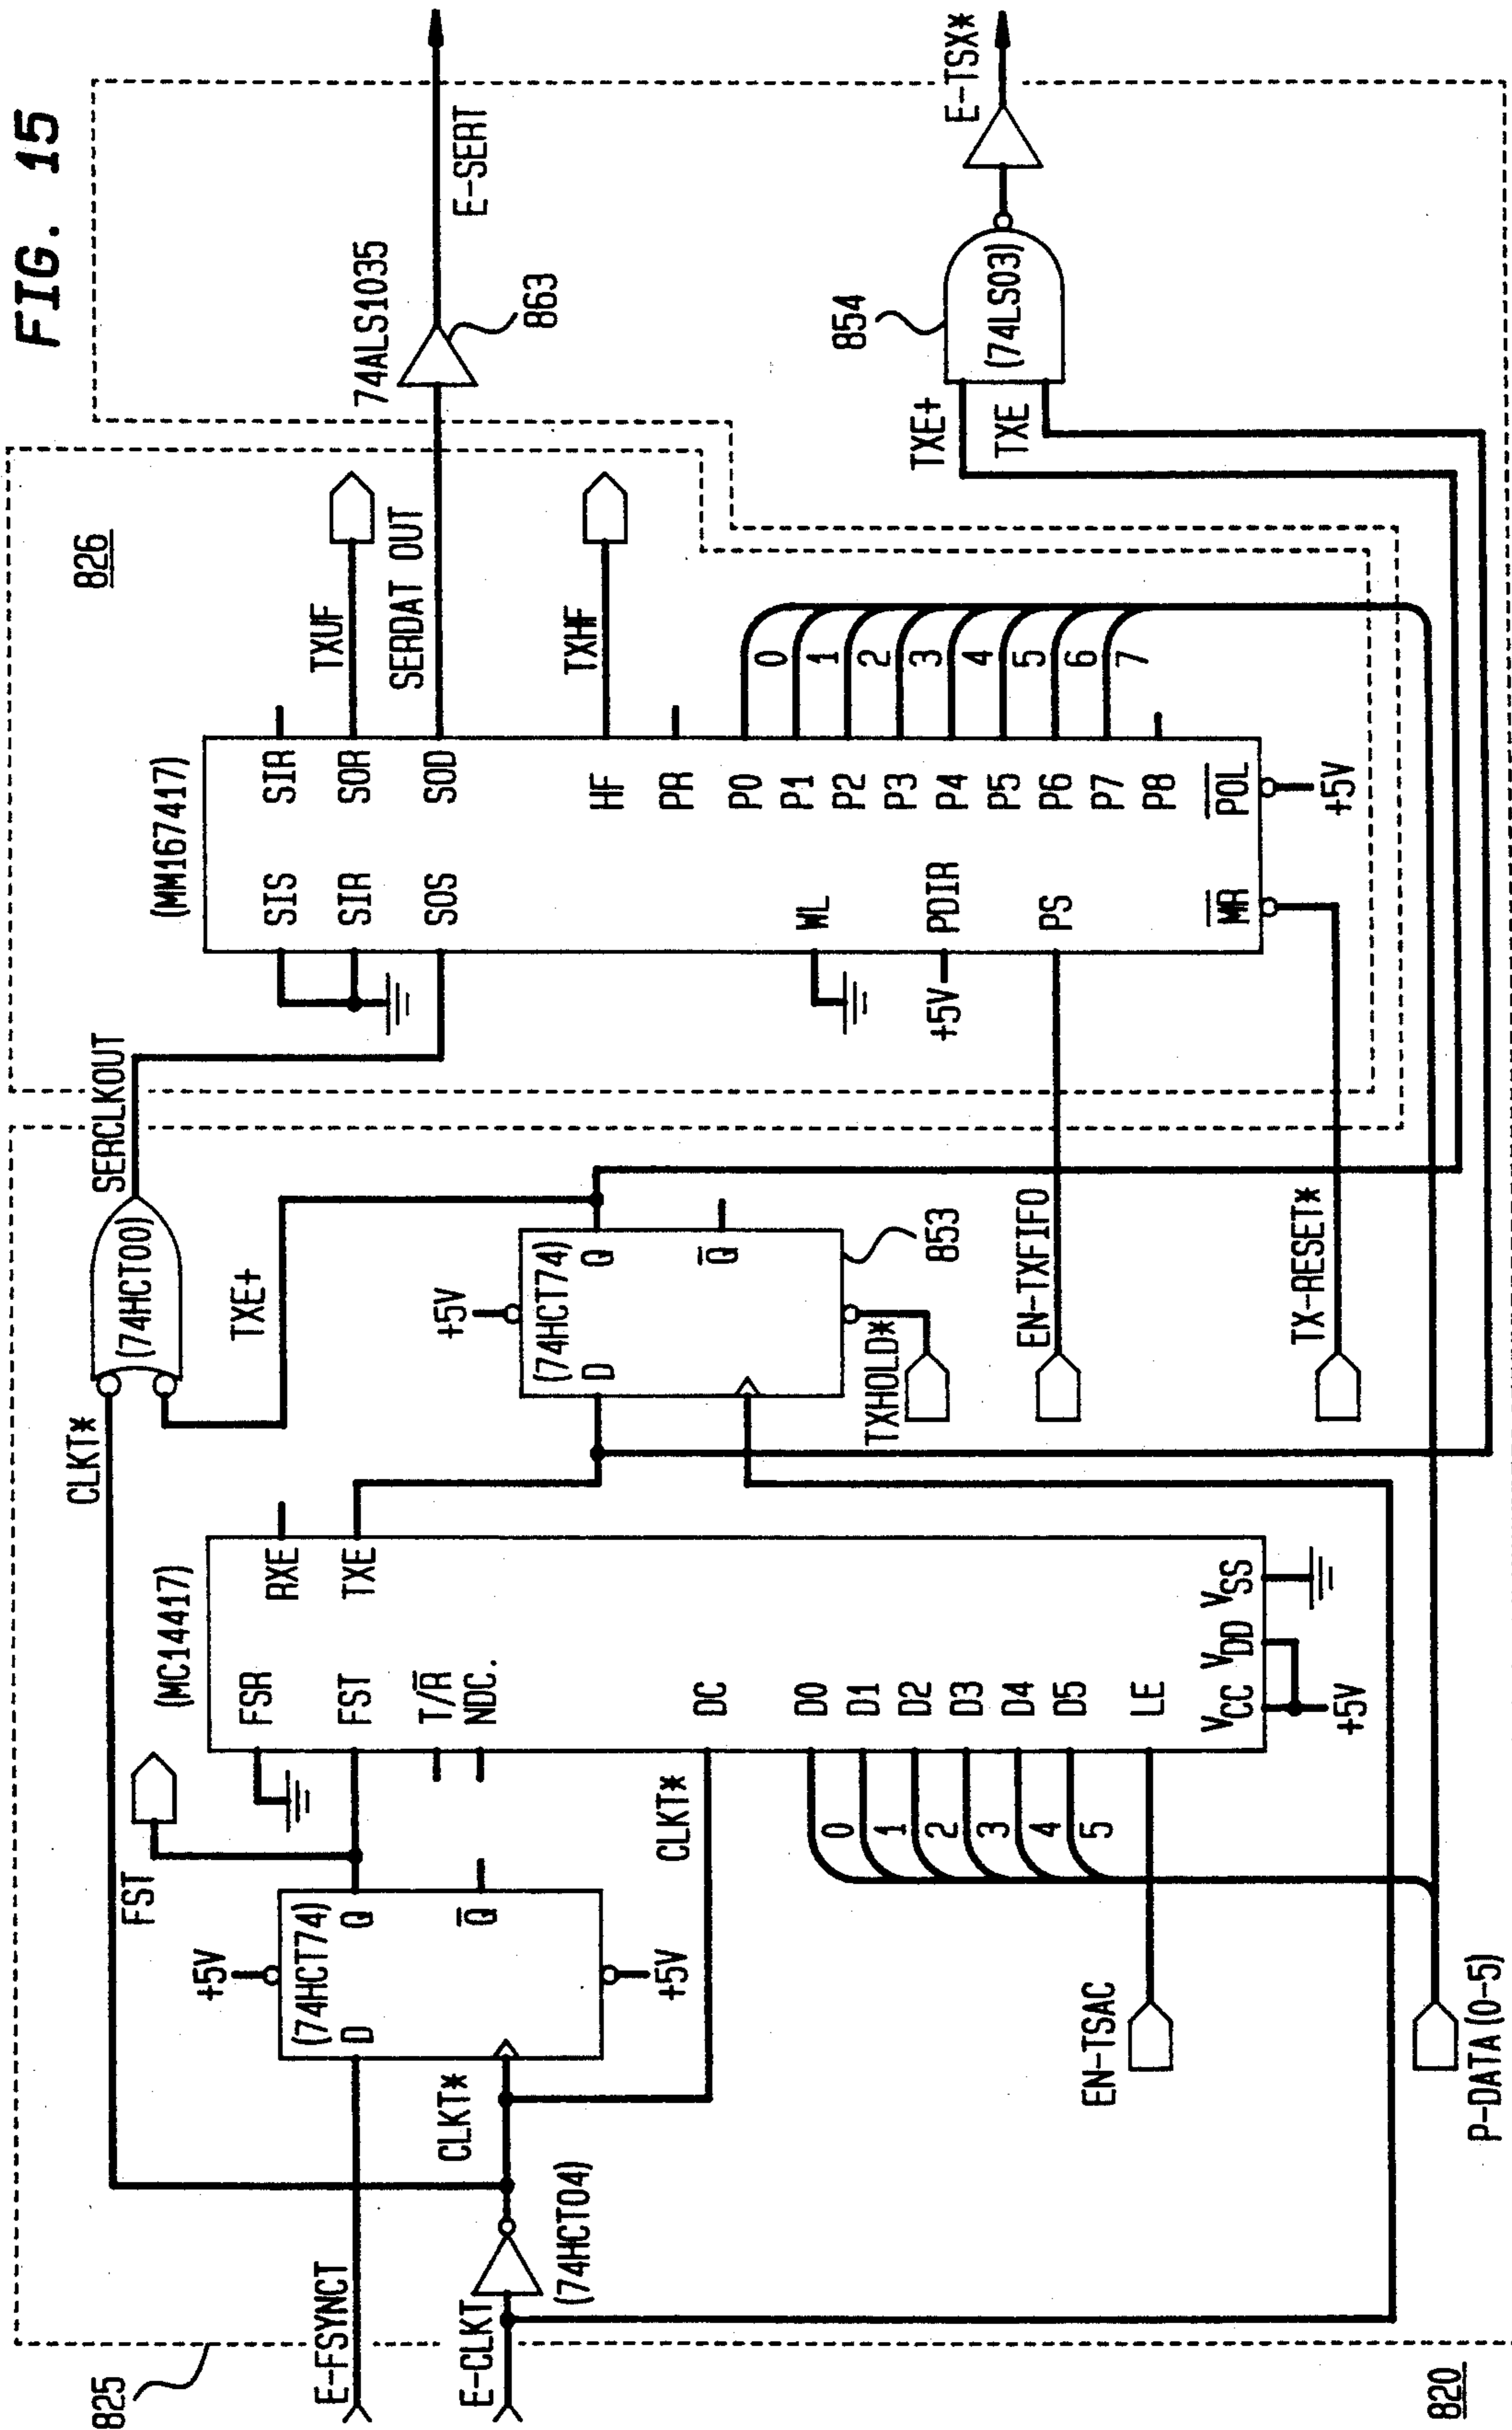 FIG. 15
825
E-FSYNCT
E-CLKT
(74HCT04)
CLKT*
+5V
(74HCT74)
D
Q
Q̅
+5V
FST
CLKT*
(MC14417)
FSR
FST
T/R̅
NDC.
DC
D0
D1
D2
D3
D4
D5
LE
RXE
TXE
VCC
VDD
VSS
+5V
0
1
2
3
4
5
EN-TSAC
P-DATA (0-5)
820
CLKT*
(74HCT00)
SERCLKOUT
TXE+
+5V
(74HCT74)
D
Q
Q̅
853
TXHOLD*
EN-TXFIFO
TX-RESET*
826
(MM167417)
SIS
SIR
SOS
WL
PDIR
+5V
PS
M̅R̅
SIR
SOR
SOD
HF
PR
P0
P1
P2
P3
P4
P5
P6
P7
P8
P̅O̅L̅
+5V
0
1
2
3
4
5
6
7
TXUF
SERDAT OUT
TXHF
74ALS1035
863
E-SERT
TXE+
TXE
854
(74LS03)
E-TSX*